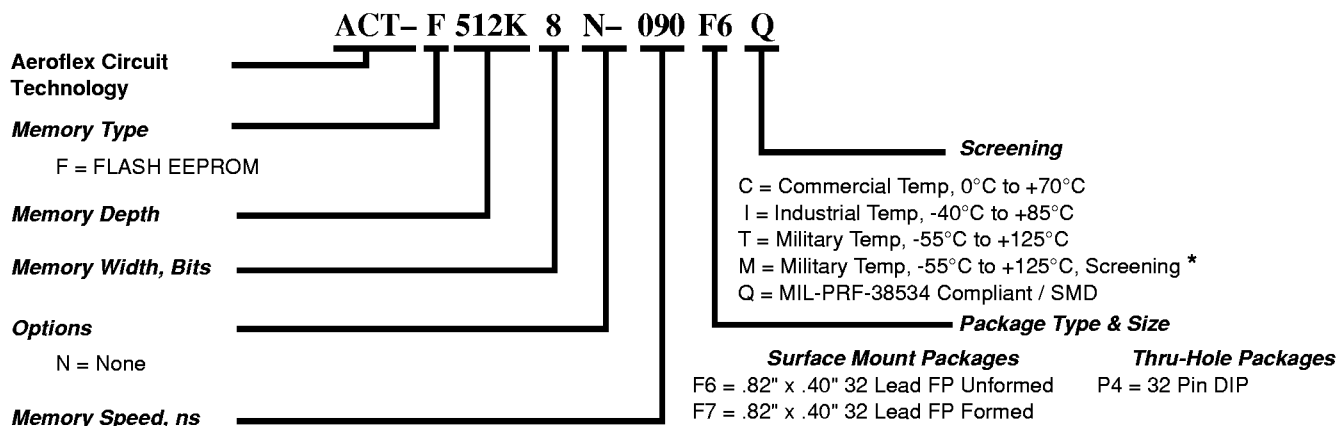 ACT– F 512K 8 N– 090 F6 Q
Aeroflex Circuit
Technology
Memory Type
F = FLASH EEPROM
Memory Depth
Memory Width, Bits
Options
N = None
Memory Speed, ns
Screening
C = Commercial Temp, 0°C to +70°C
I = Industrial Temp, -40°C to +85°C
T = Military Temp, -55°C to +125°C
M = Military Temp, -55°C to +125°C, Screening *
Q = MIL-PRF-38534 Compliant / SMD
Package Type & Size
Surface Mount Packages
F6 = .82" x .40" 32 Lead FP Unformed
F7 = .82" x .40" 32 Lead FP Formed
Thru-Hole Packages
P4 = 32 Pin DIP